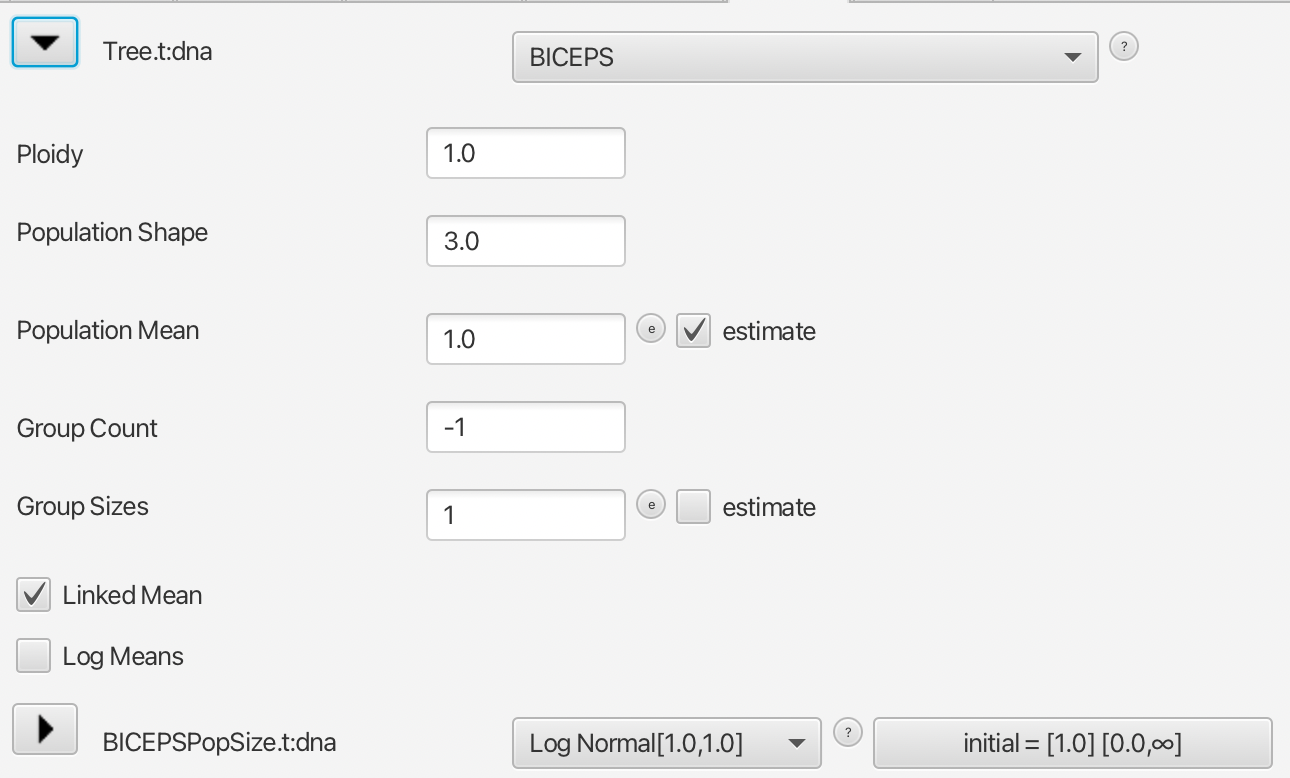 Tree.t:dna BICEPS ?
Ploidy 1.0
Population Shape 3.0
Population Mean 1.0 e estimate
Group Count -1
Group Sizes 1 e estimate
Linked Mean
Log Means
BICEPSPopSize.t:dna Log Normal[1.0,1.0] ? initial = [1.0] [0.0,∞]